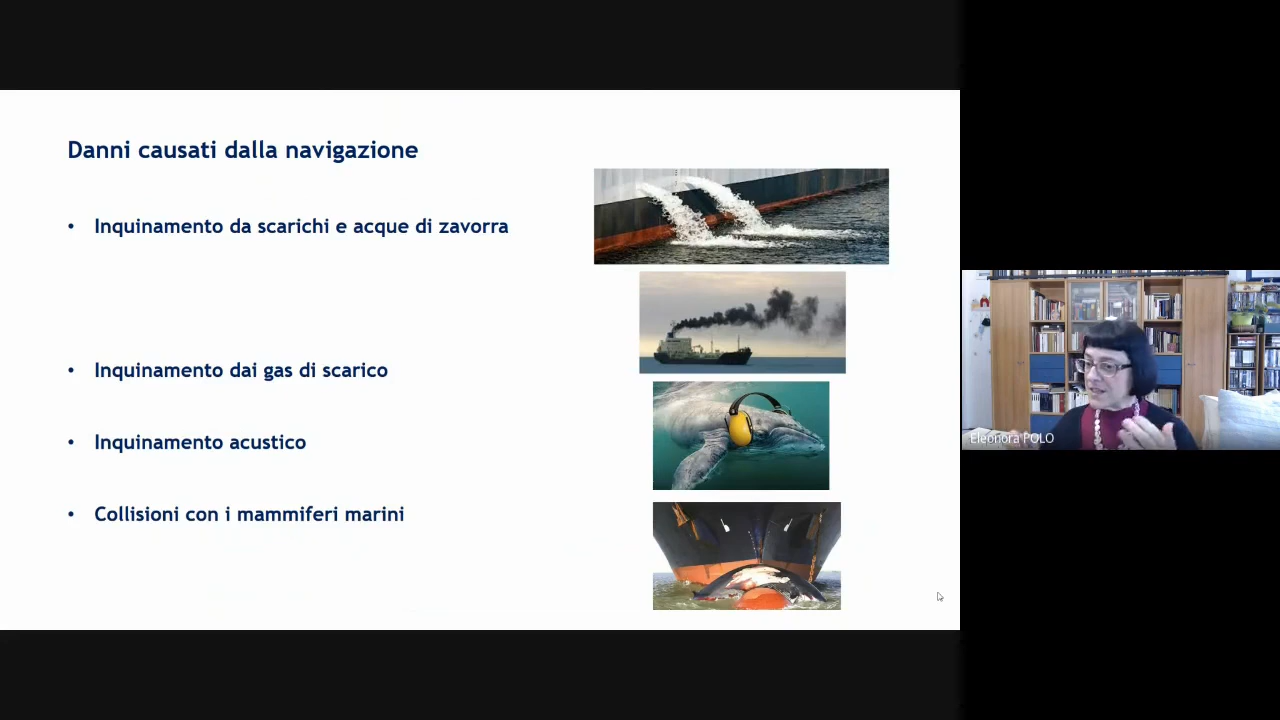 Danni causati dalla navigazione
• Inquinamento da scarichi e acque di zavorra
• Inquinamento dai gas di scarico
• Inquinamento acustico
• Collisioni con i mammiferi marini
Eleonora POLO